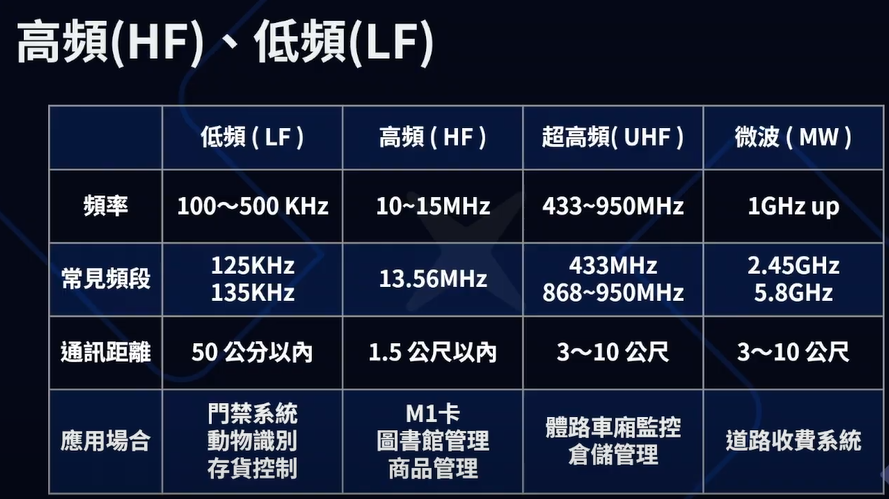 高頻(HF)、低頻(LF)
低頻 ( LF ) 高頻 ( HF ) 超高頻( UHF ) 微波 ( MW )
頻率 100～500 KHz 10~15MHz 433~950MHz 1GHz up
常見頻段 125KHz 135KHz 13.56MHz 433MHz 868~950MHz 2.45GHz 5.8GHz
通訊距離 50 公分以內 1.5 公尺以內 3～10 公尺 3～10 公尺
應用場合 門禁系統 動物識別 存貨控制 M1卡 圖書館管理 商品管理 體路車廂監控 倉儲管理 道路收費系統